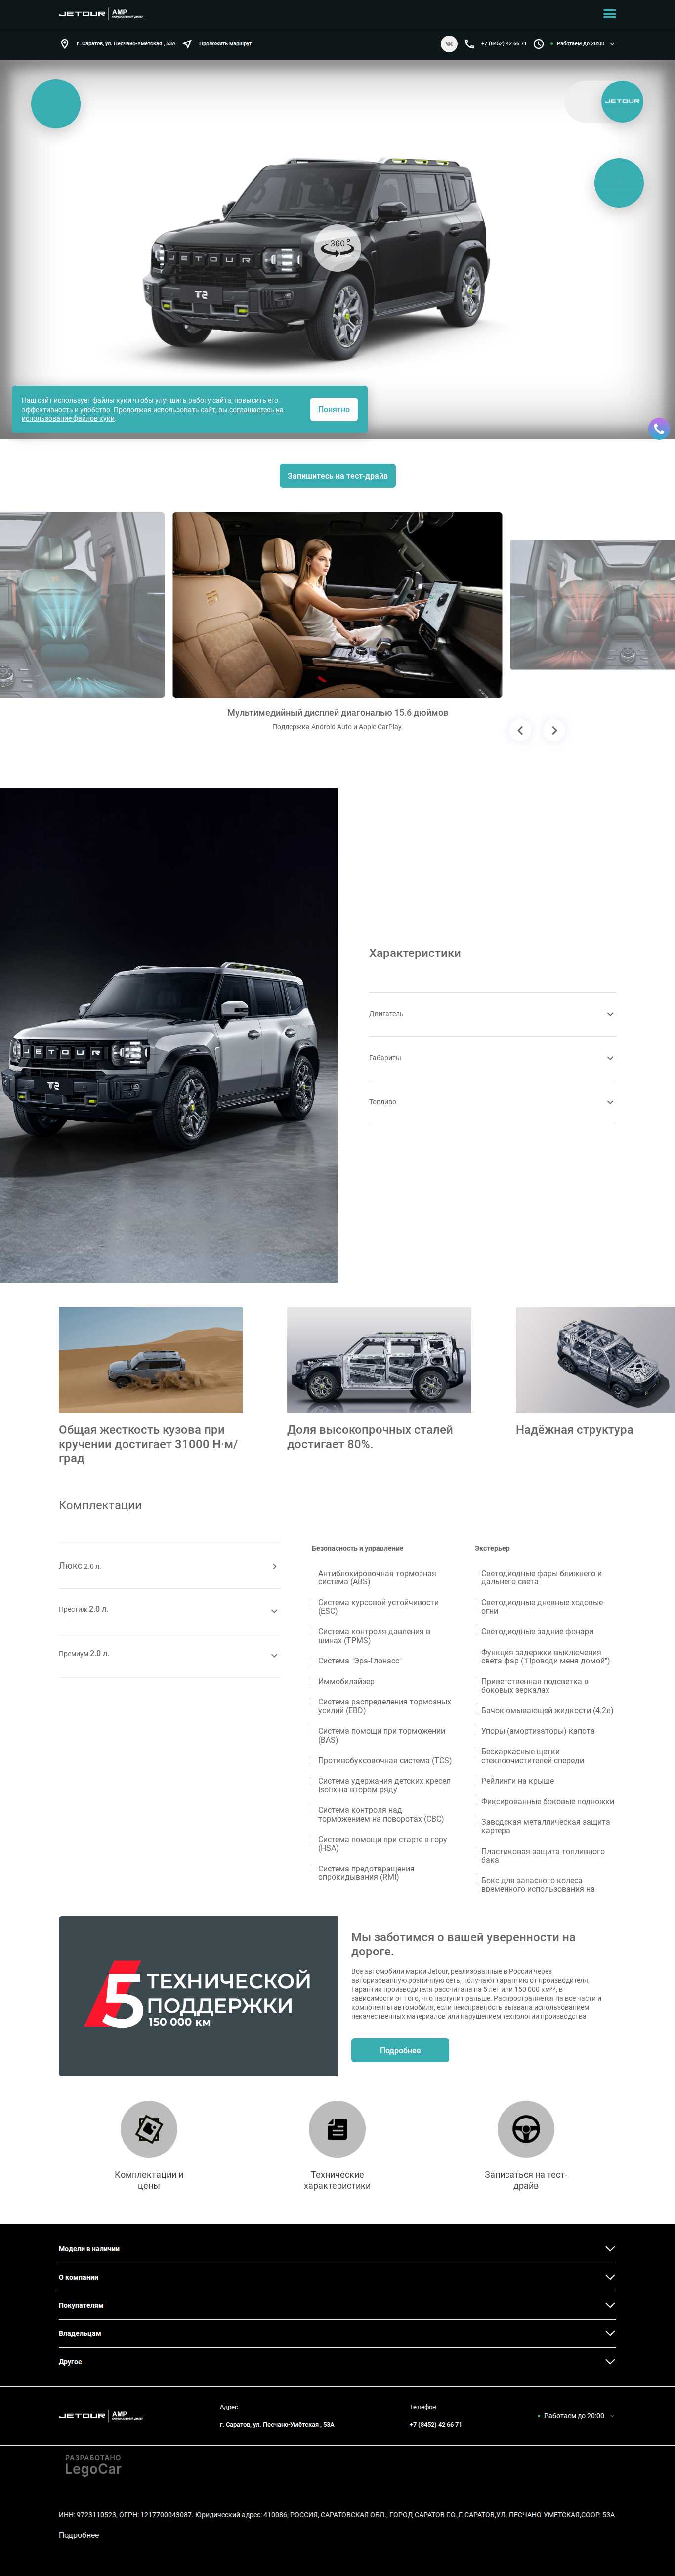 JETOUR АМР
ОФИЦИАЛЬНЫЙ ДИЛЕР
г. Саратов, ул. Песчано-Умётская , 53А
Проложить маршрут
+7 (8452) 42 66 71
Работаем до 20:00
JETOUR
JETOUR
T2
360°
Наш сайт использует файлы куки чтобы улучшить работу сайта, повысить его
эффективность и удобство. Продолжая использовать сайт, вы соглашаетесь на
использование файлов куки.
Понятно
Запишитесь на тест-драйв
Мультимедийный дисплей диагональю 15.6 дюймов
Поддержка Android Auto и Apple CarPlay.
JETOUR
T2
Характеристики
Двигатель
Габариты
Топливо
Общая жесткость кузова при
кручении достигает 31000 Н·м/
град
Доля высокопрочных сталей
достигает 80%.
Надёжная структура
Комплектации
Люкс 2.0 л.
Престиж 2.0 л.
Премиум 2.0 л.
Безопасность и управление
Антиблокировочная тормозная
система (ABS)
Система курсовой устойчивости
(ESC)
Система контроля давления в
шинах (TPMS)
Система "Эра-Глонасс"
Иммобилайзер
Система распределения тормозных
усилий (EBD)
Система помощи при торможении
(BAS)
Противобуксовочная система (TCS)
Система удержания детских кресел
Isofix на втором ряду
Система контроля над
торможением на поворотах (CBC)
Система помощи при старте в гору
(HSA)
Система предотвращения
опрокидывания (RMI)
Экстерьер
Светодиодные фары ближнего и
дальнего света
Светодиодные дневные ходовые
огни
Светодиодные задние фонари
Функция задержки выключения
света фар ("Проводи меня домой")
Приветственная подсветка в
боковых зеркалах
Бачок омывающей жидкости (4.2л)
Упоры (амортизаторы) капота
Бескаркасные щетки
стеклоочистителей спереди
Рейлинги на крыше
Фиксированные боковые подножки
Заводская металлическая защита
картера
Пластиковая защита топливного
бака
Бокс для запасного колеса
временного использования на
5 ТЕХНИЧЕСКОЙ
ПОДДЕРЖКИ
150 000 км
Мы заботимся о вашей уверенности на
дороге.
Все автомобили марки Jetour, реализованные в России через
авторизованную розничную сеть, получают гарантию от производителя.
Гарантия производителя рассчитана на 5 лет или 150 000 км**, в
зависимости от того, что наступит раньше. Распространяется на все части и
компоненты автомобиля, если неисправность вызвана использованием
некачественных материалов или нарушением технологии производства
Подробнее
Комплектации и
цены
Технические
характеристики
Записаться на тест-
драйв
Модели в наличии
О компании
Покупателям
Владельцам
Другое
JETOUR АМР
ОФИЦИАЛЬНЫЙ ДИЛЕР
Адрес
г. Саратов, ул. Песчано-Умётская , 53А
Телефон
+7 (8452) 42 66 71
Работаем до 20:00
РАЗРАБОТАНО
LegoCar
ИНН: 9723110523, ОГРН: 1217700043087. Юридический адрес: 410086, РОССИЯ, САРАТОВСКАЯ ОБЛ., ГОРОД САРАТОВ Г.О.,Г. САРАТОВ,УЛ. ПЕСЧАНО-УМЕТСКАЯ,СООР. 53А
Подробнее